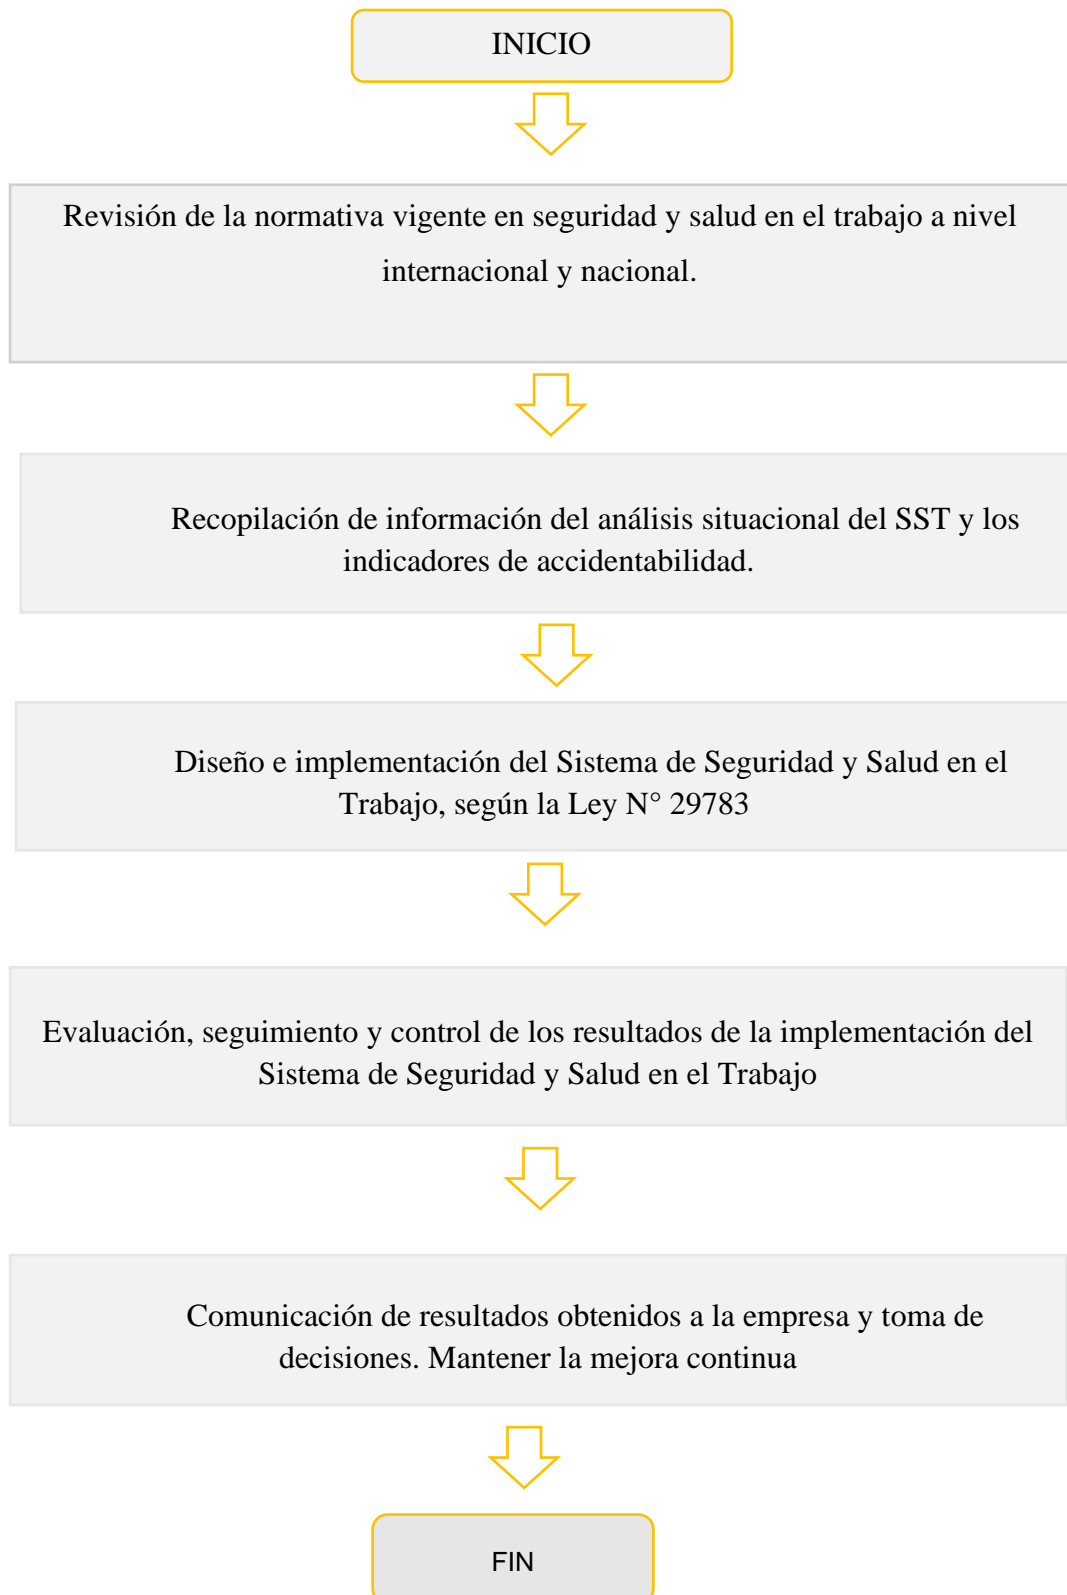 INICIO
Revisión de la normativa vigente en seguridad y salud en el trabajo a nivel
internacional y nacional.
Recopilación de información del análisis situacional del SST y los
indicadores de accidentabilidad.
Diseño e implementación del Sistema de Seguridad y Salud en el
Trabajo, según la Ley N° 29783
Evaluación, seguimiento y control de los resultados de la implementación del
Sistema de Seguridad y Salud en el Trabajo
Comunicación de resultados obtenidos a la empresa y toma de
decisiones. Mantener la mejora continua
FIN